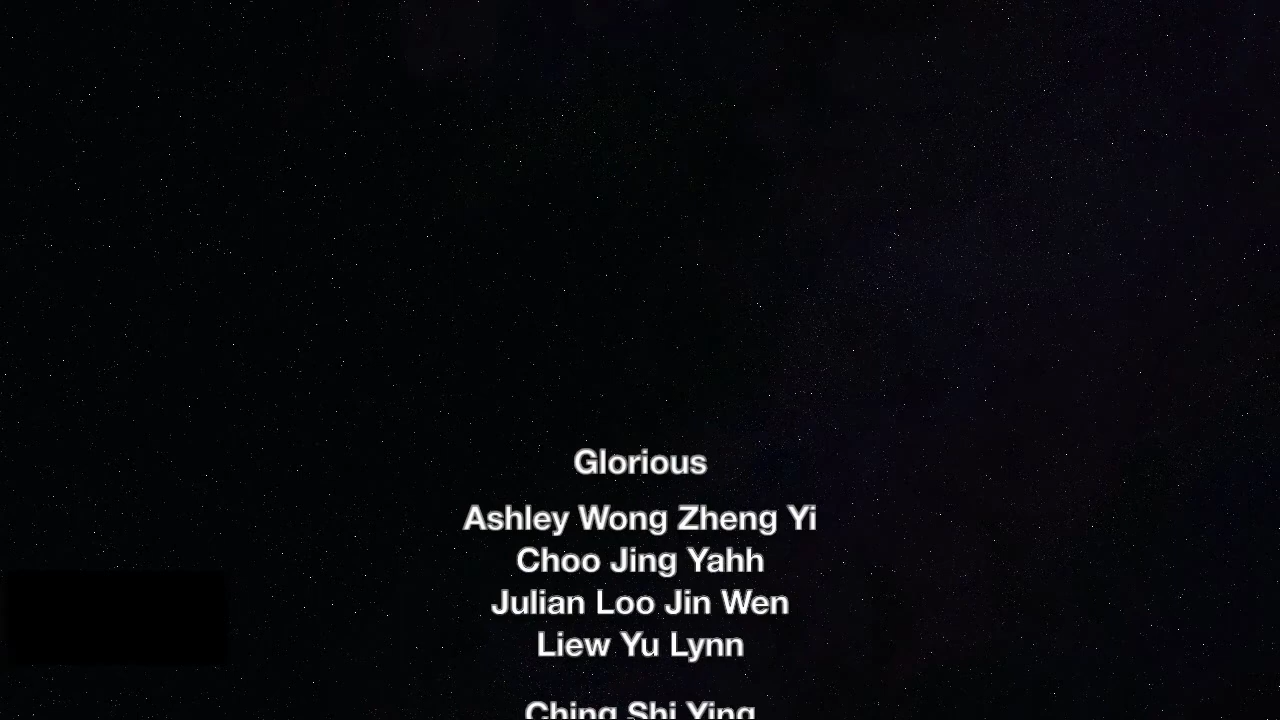 Glorious
Ashley Wong Zheng Yi
Choo Jing Yahh
Julian Loo Jin Wen
Liew Yu Lynn
Ching Shi Ying